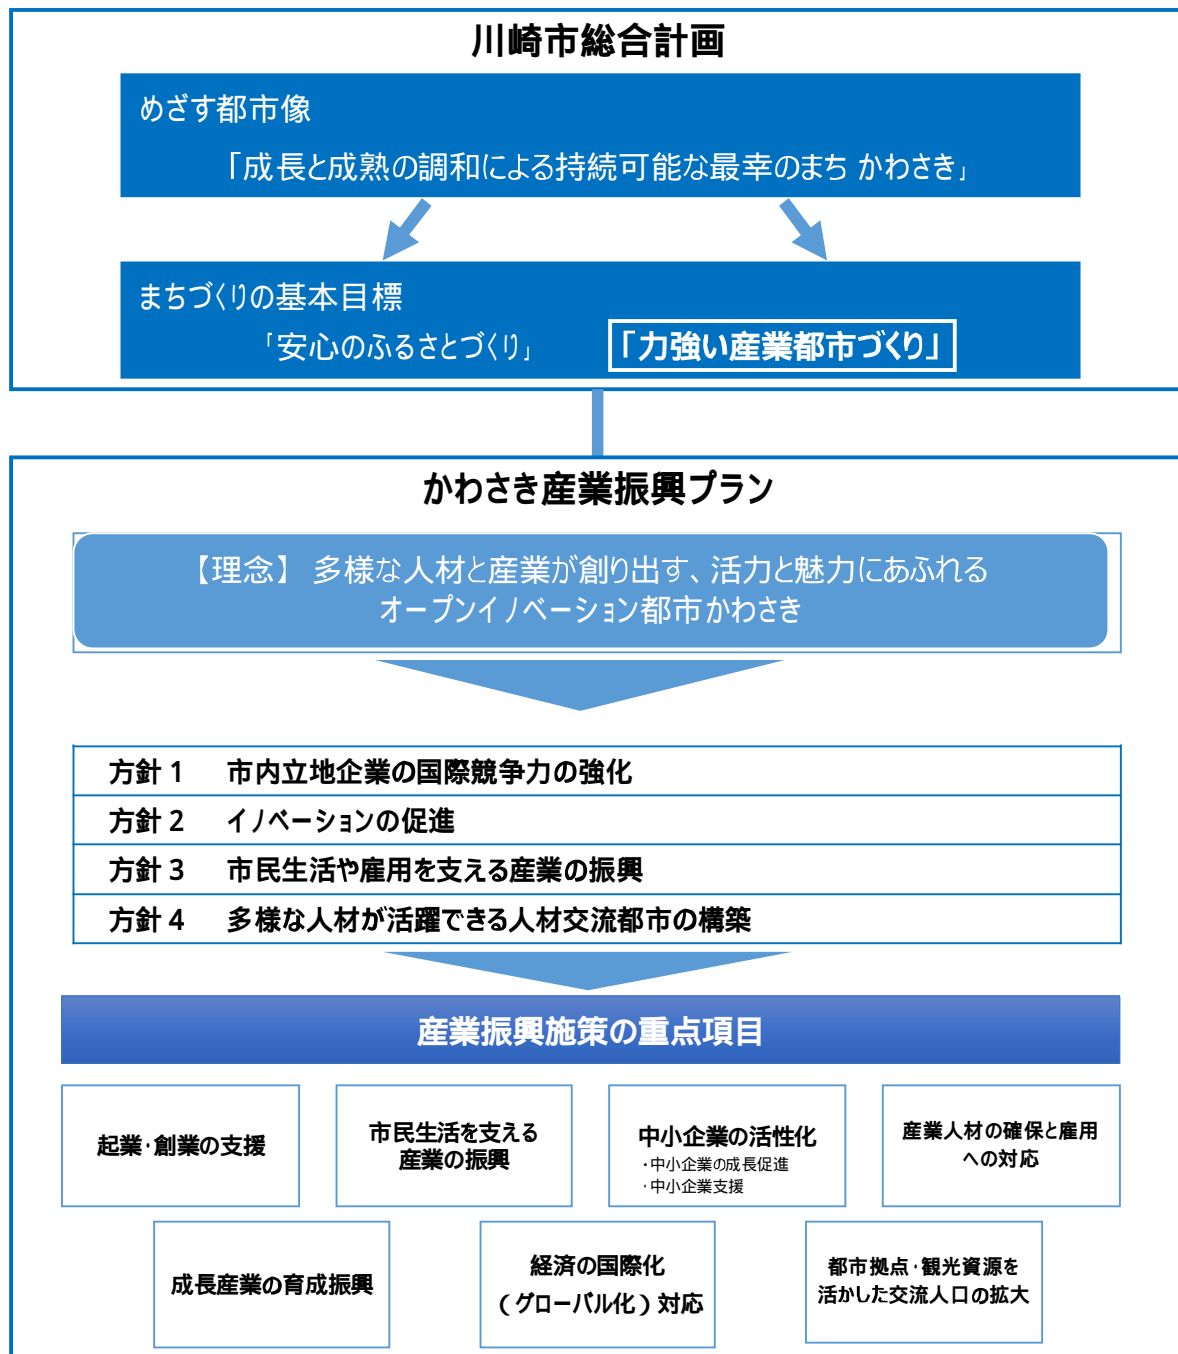 川崎市総合計画
めざす都市像
「成長と成熟の調和による持続可能な最幸のまち かわさき」
まちづくりの基本目標
「安心のふるさとづくり」 「力強い産業都市づくり」
かわさき産業振興プラン
【理念】 多様な人材と産業が創り出す、活力と魅力にあふれる
オープンイノベーション都市かわさき
方針1 市内立地企業の国際競争力の強化
方針2 イノベーションの促進
方針3 市民生活や雇用を支える産業の振興
方針4 多様な人材が活躍できる人材交流都市の構築
産業振興施策の重点項目
起業・創業の支援
市民生活を支える
産業の振興
中小企業の活性化
・中小企業の成長促進
・中小企業支援
産業人材の確保と雇用
への対応
成長産業の育成振興
経済の国際化
（グローバル化）対応
都市拠点・観光資源を
活かした交流人口の拡大